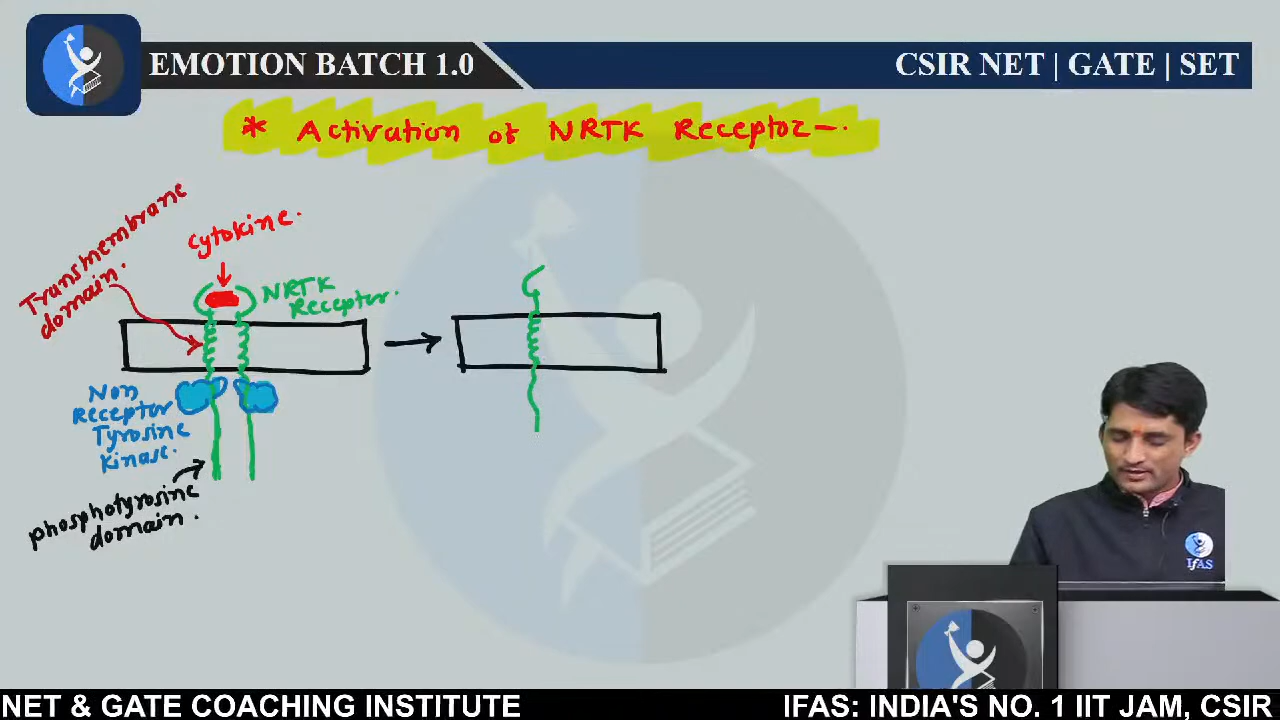 EMOTION BATCH 1.0
CSIR NET | GATE | SET
* Activation of NRTK Receptor -.
Transmembrane
domain.
cytokine.
NRTK
Receptor.
Non
Receptor
Tyrosine
kinase.
phosphotyrosine
domain.
IFAS
NET & GATE COACHING INSTITUTE
IFAS: INDIA'S NO. 1 IIT JAM, CSIR